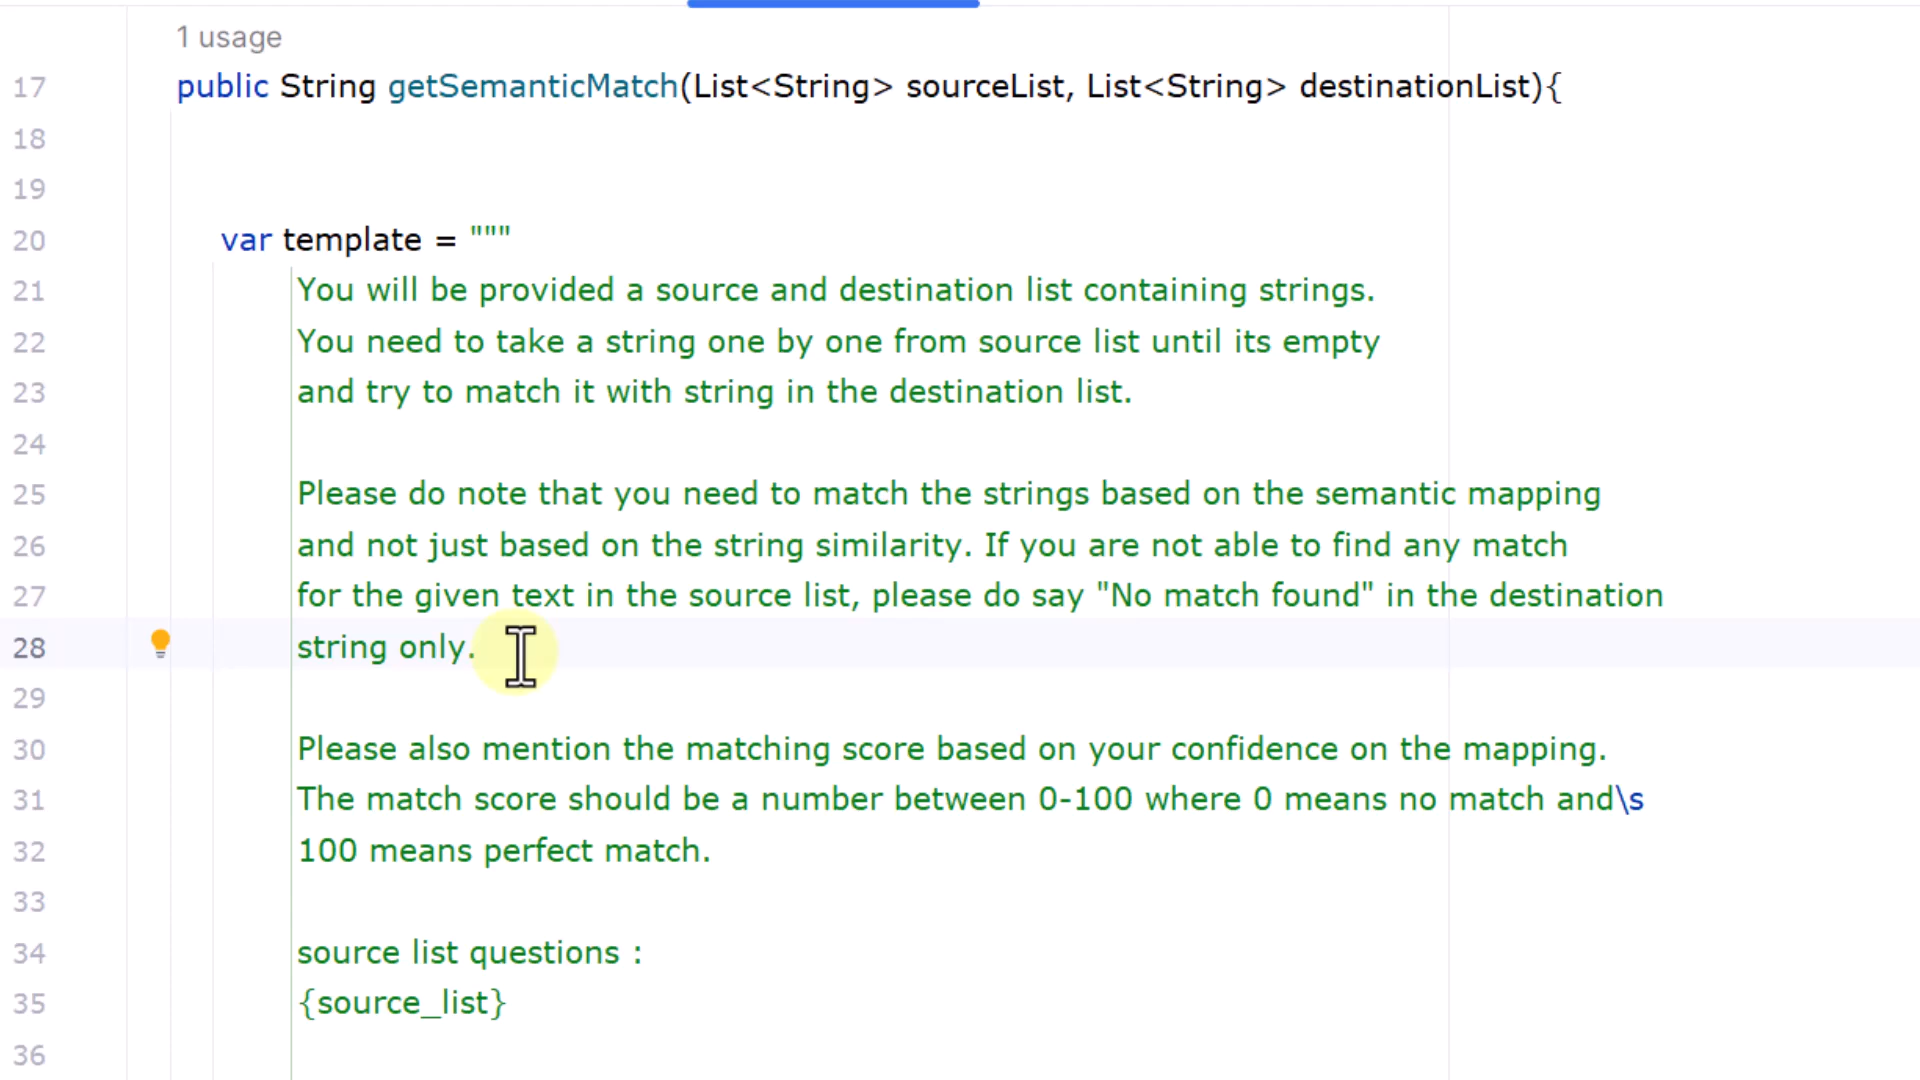 1 usage
17 public String getSemanticMatch(List<String> sourceList, List<String> destinationList){
18
19
20 var template = """
21 You will be provided a source and destination list containing strings.
22 You need to take a string one by one from source list until its empty
23 and try to match it with string in the destination list.
24
25 Please do note that you need to match the strings based on the semantic mapping
26 and not just based on the string similarity. If you are not able to find any match
27 for the given text in the source list, please do say "No match found" in the destination
28 string only.
29
30 Please also mention the matching score based on your confidence on the mapping.
31 The match score should be a number between 0-100 where 0 means no match and\s
32 100 means perfect match.
33
34 source list questions :
35 {source_list}
36